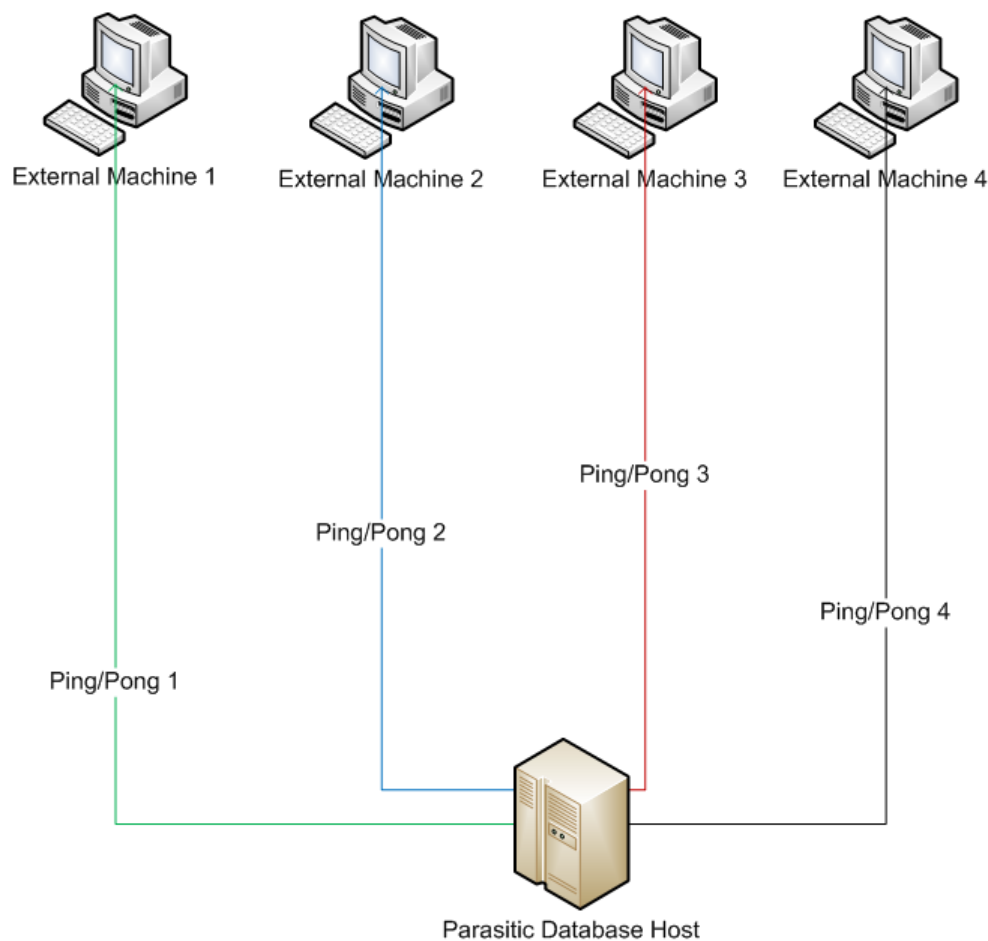 External Machine 1
External Machine 2
External Machine 3
External Machine 4
Ping/Pong 3
Ping/Pong 2
Ping/Pong 4
Ping/Pong 1
Parasitic Database Host